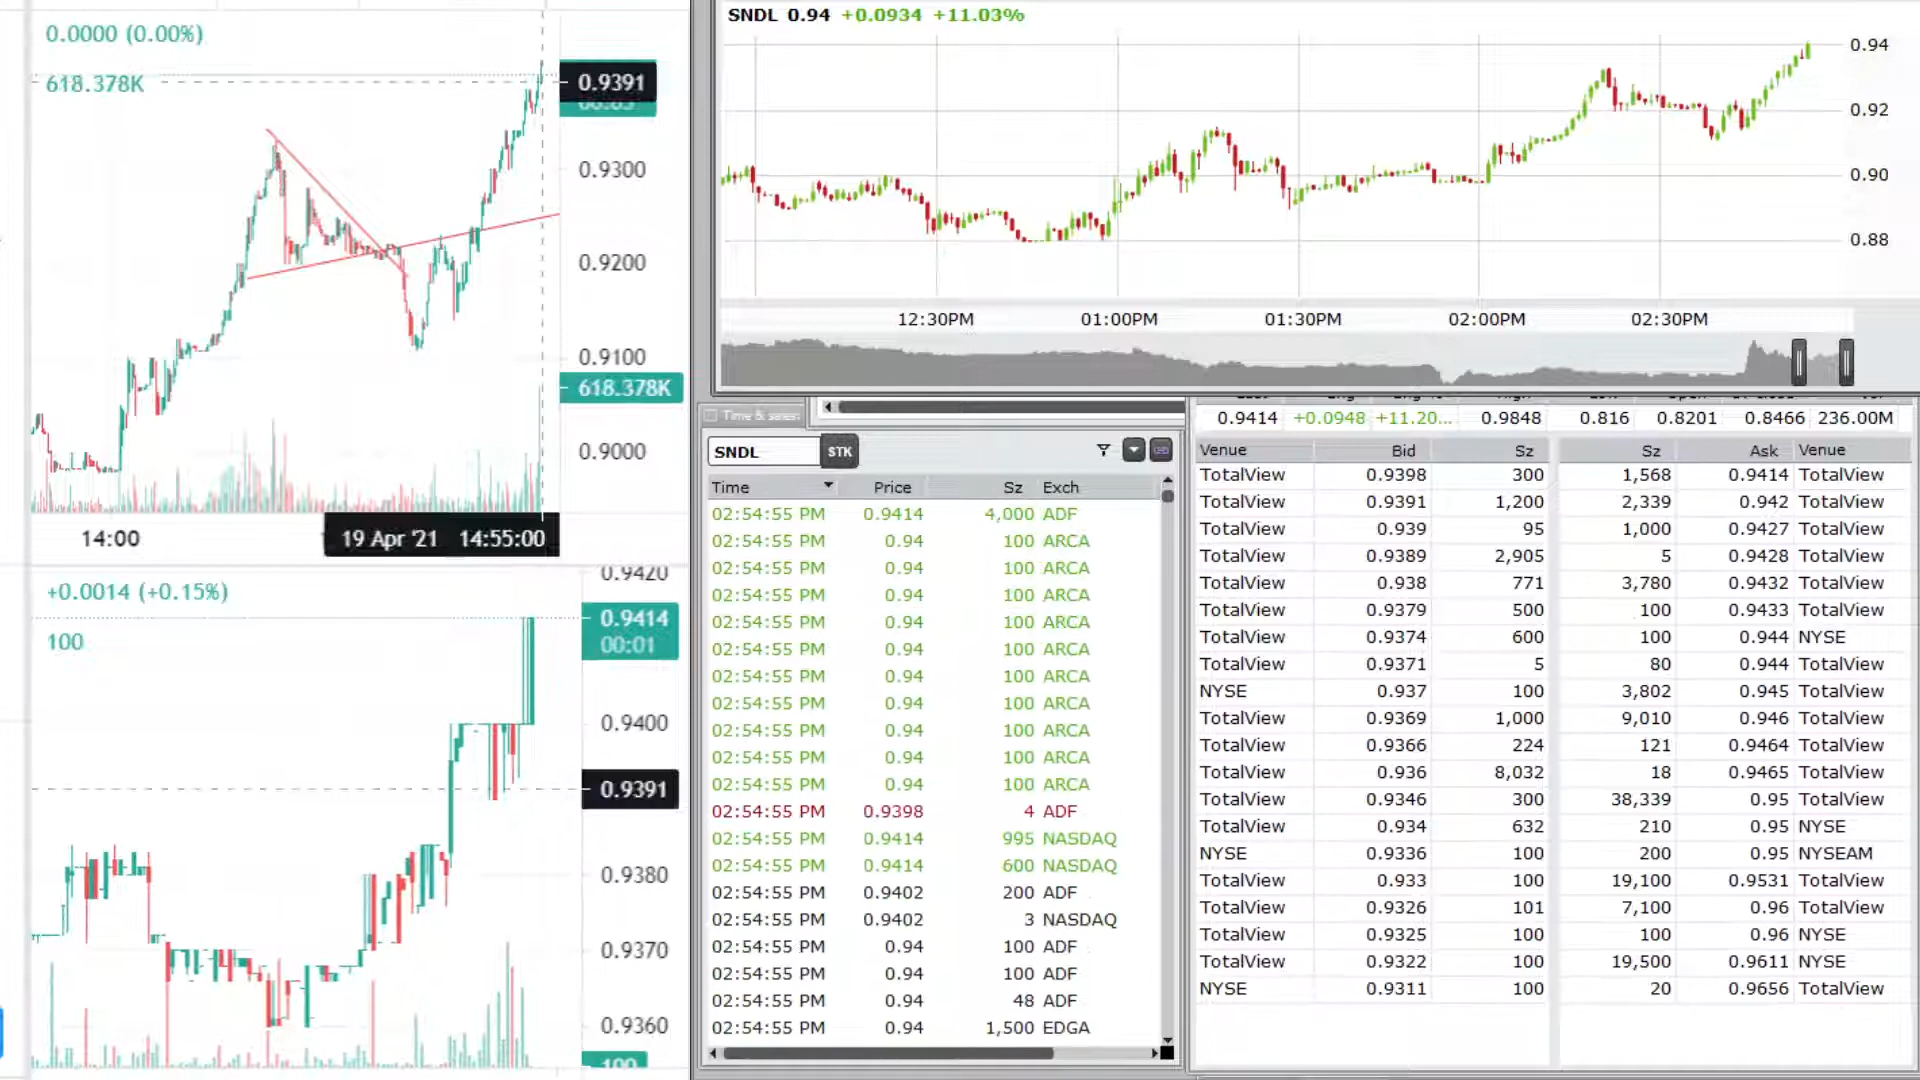 0.0000 (0.00%)
618.378K
0.9391
0.9300
0.9200
0.9100
618.378K
0.9000
14:00
19 Apr '21 14:55:00
+0.0014 (+0.15%)
100
0.9420
0.9414
00:01
0.9400
0.9391
0.9380
0.9370
0.9360
100
SNDL 0.94 +0.0934 +11.03%
0.94
0.92
0.90
0.88
12:30PM 01:00PM 01:30PM 02:00PM 02:30PM
Time & sales
SNDL STK
Time Price Sz Exch
02:54:55 PM 0.9414 4,000 ADF
02:54:55 PM 0.94 100 ARCA
02:54:55 PM 0.94 100 ARCA
02:54:55 PM 0.94 100 ARCA
02:54:55 PM 0.94 100 ARCA
02:54:55 PM 0.94 100 ARCA
02:54:55 PM 0.94 100 ARCA
02:54:55 PM 0.94 100 ARCA
02:54:55 PM 0.94 100 ARCA
02:54:55 PM 0.94 100 ARCA
02:54:55 PM 0.94 100 ARCA
02:54:55 PM 0.9398 4 ADF
02:54:55 PM 0.9414 995 NASDAQ
02:54:55 PM 0.9414 600 NASDAQ
02:54:55 PM 0.9402 200 ADF
02:54:55 PM 0.9402 3 NASDAQ
02:54:55 PM 0.94 100 ADF
02:54:55 PM 0.94 100 ADF
02:54:55 PM 0.94 48 ADF
02:54:55 PM 0.94 1,500 EDGA
0.9414 +0.0948 +11.20... 0.9848 0.816 0.8201 0.8466 236.00M
Venue Bid Sz Sz Ask Venue
TotalView 0.9398 300 1,568 0.9414 TotalView
TotalView 0.9391 1,200 2,339 0.942 TotalView
TotalView 0.939 95 1,000 0.9427 TotalView
TotalView 0.9389 2,905 5 0.9428 TotalView
TotalView 0.938 771 3,780 0.9432 TotalView
TotalView 0.9379 500 100 0.9433 TotalView
TotalView 0.9374 600 100 0.944 NYSE
TotalView 0.9371 5 80 0.944 TotalView
NYSE 0.937 100 3,802 0.945 TotalView
TotalView 0.9369 1,000 9,010 0.946 TotalView
TotalView 0.9366 224 121 0.9464 TotalView
TotalView 0.936 8,032 18 0.9465 TotalView
TotalView 0.9346 300 38,339 0.95 TotalView
TotalView 0.934 632 210 0.95 NYSE
NYSE 0.9336 100 200 0.95 NYSEAM
TotalView 0.933 100 19,100 0.9531 TotalView
TotalView 0.9326 101 7,100 0.96 TotalView
TotalView 0.9325 100 100 0.96 NYSE
TotalView 0.9322 100 19,500 0.9611 NYSE
NYSE 0.9311 100 20 0.9656 TotalView